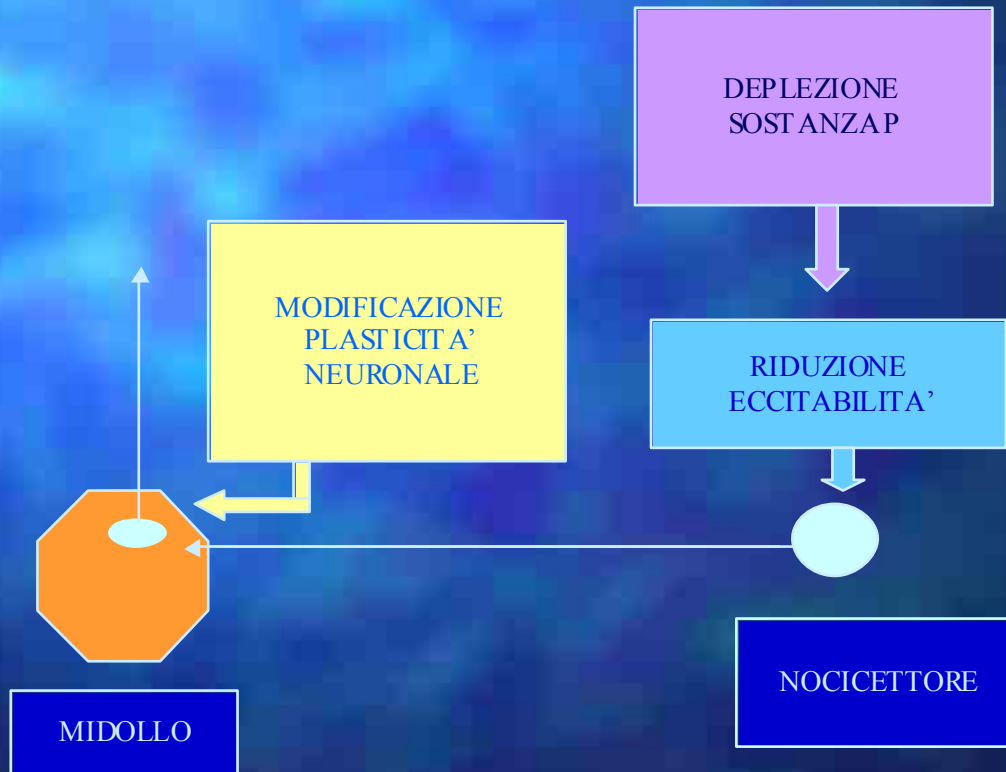 DEPLEZIONE
SOSTANZA P
MODIFICAZIONE
PLASTICITA’
NEURONALE
RIDUZIONE
ECCITABILITA’
NOCICETTORE
MIDOLLO